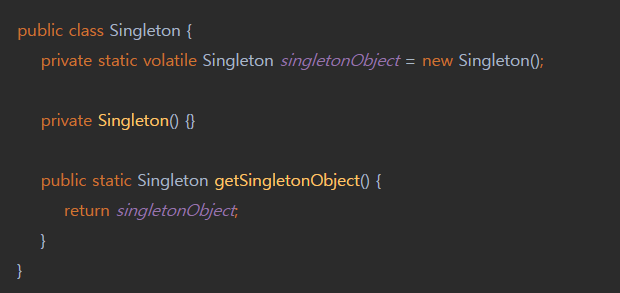 public class Singleton {
private static volatile Singleton singletonObject = new Singleton();
private Singleton() {}
public static Singleton getSingletonObject() {
return singletonObject;
}
}